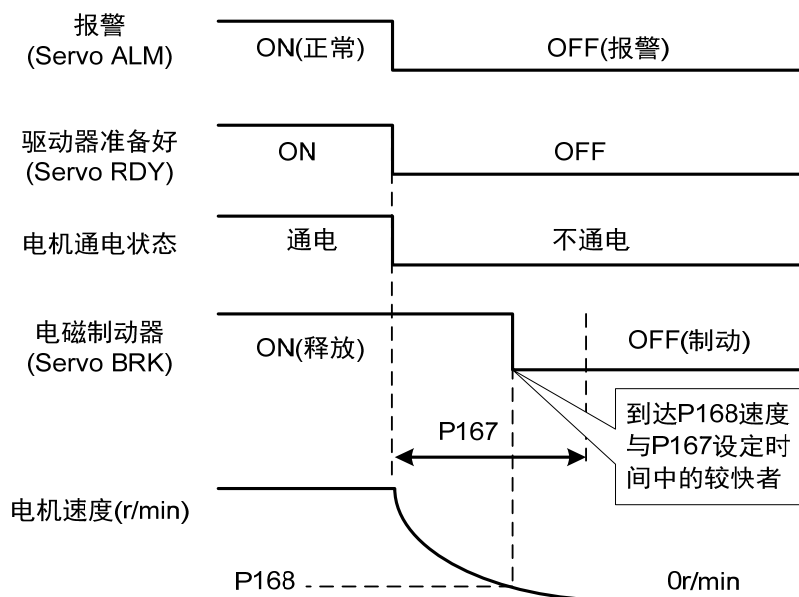 报警
(Servo ALM)
ON(正常)
OFF(报警)
驱动器准备好
(Servo RDY)
ON
OFF
电机通电状态
通电
不通电
电磁制动器
(Servo BRK)
ON(释放)
OFF(制动)
P167
到达P168速度
与P167设定时
间中的较快者
电机速度(r/min)
P168
0r/min